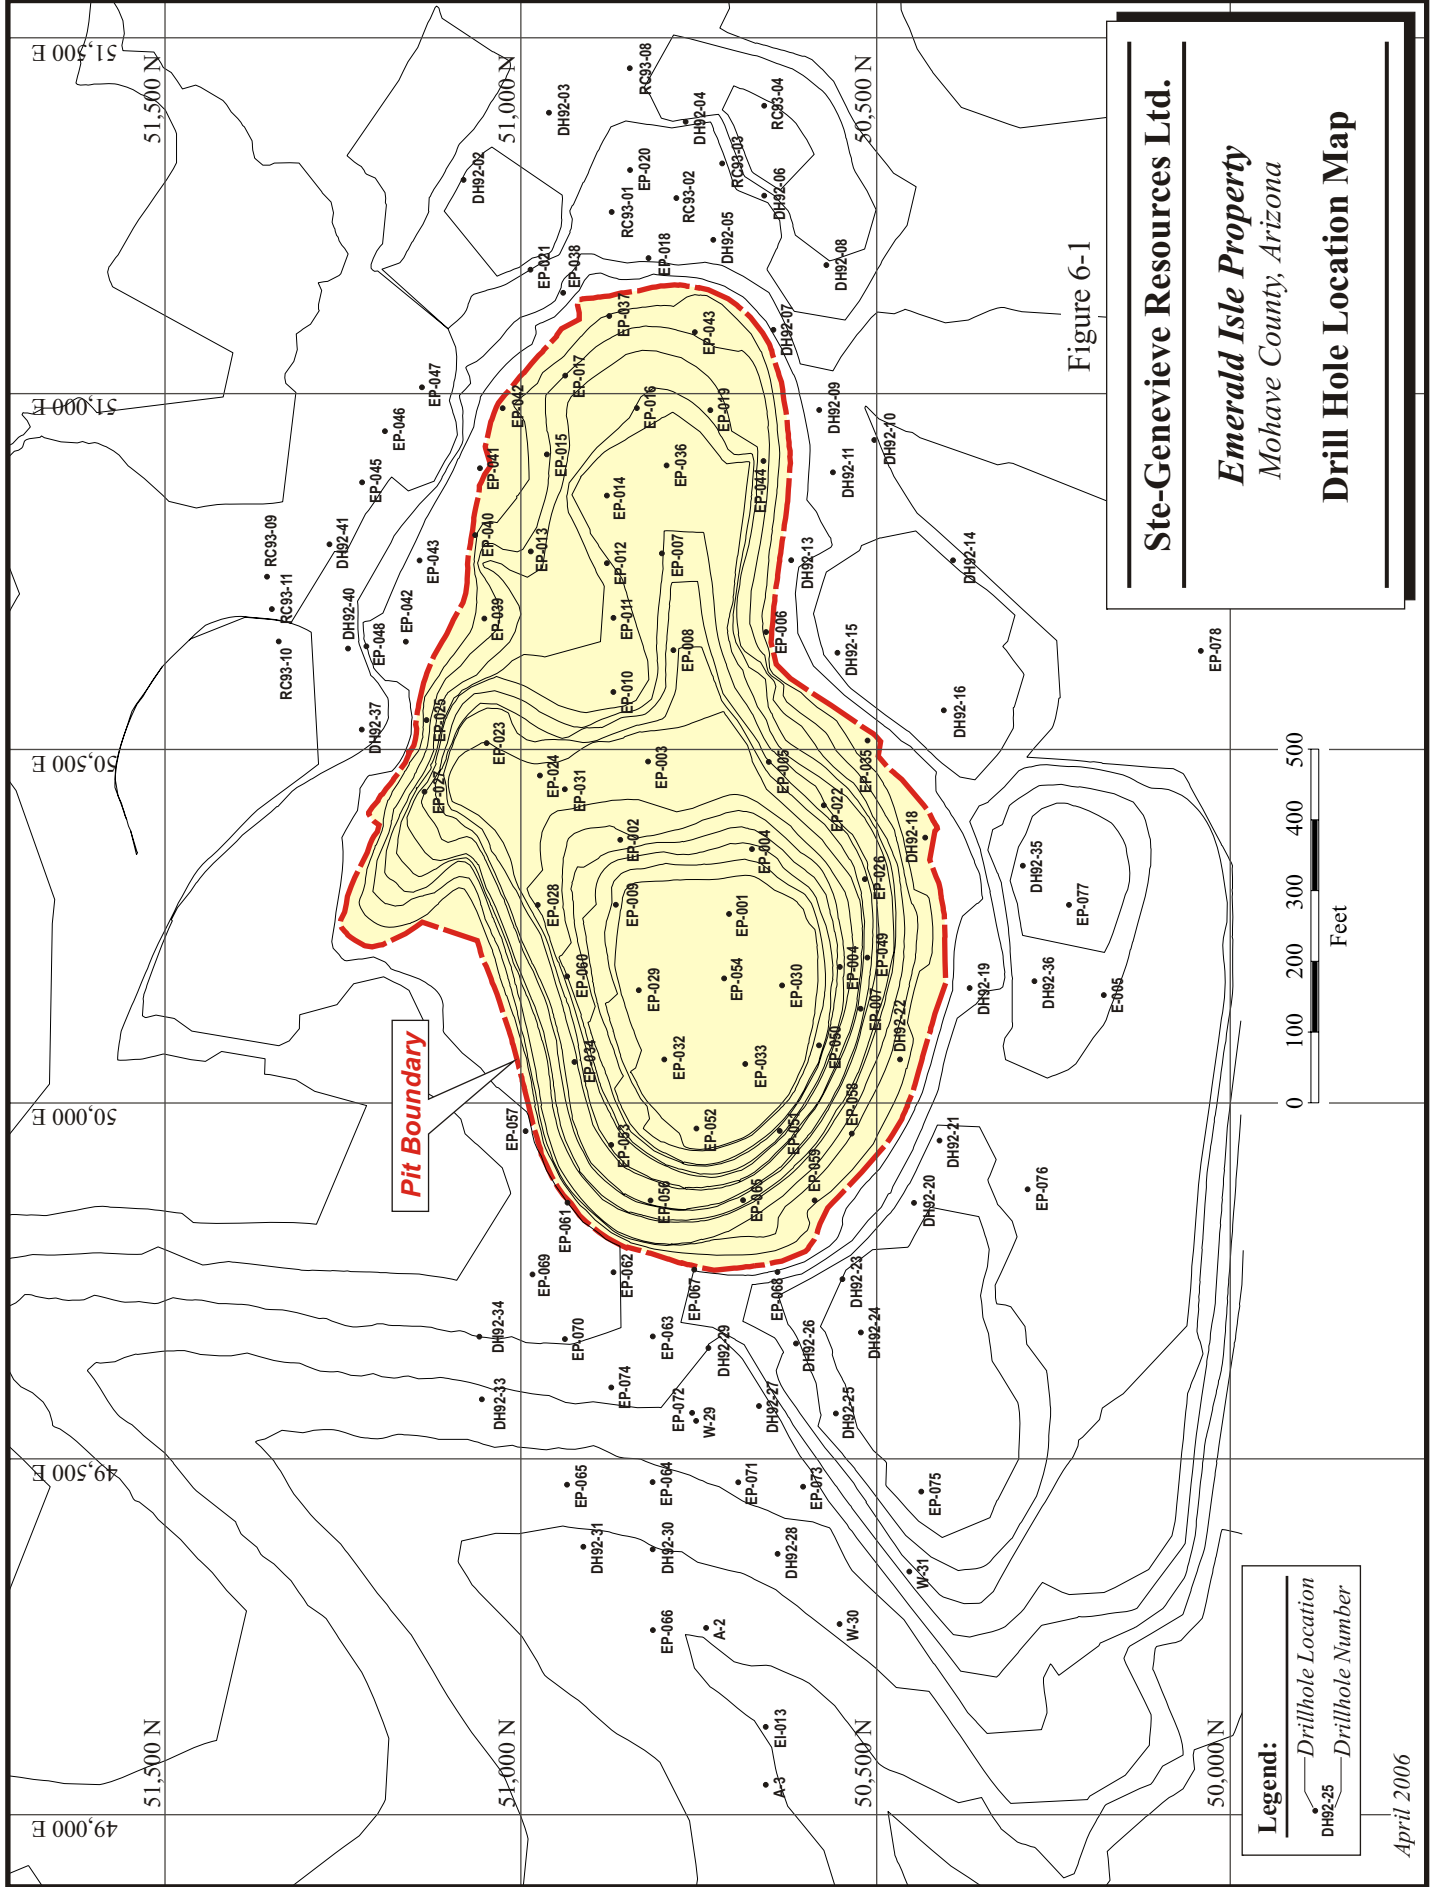 51,500 N
51,000 N
50,500 N
51,500 E
51,000 E
50,500 E
50,000 E
49,500 E
49,000 E
51,500 N
51,000 N
50,500 N
50,000 N
RC93-08
DH92-03
DH92-04
RC93-04
DH92-02
EP-020
RC93-03
RC93-01
RC93-02
DH92-06
EP-021
EP-038
EP-018
DH92-05
DH92-08
EP-037
EP-043
DH92-07
EP-047
EP-017
EP-042
EP-016
EP-019
DH92-09
EP-046
DH92-10
EP-045
EP-041
EP-015
EP-036
EP-044
DH92-11
EP-014
RC93-09
DH92-41
EP-040
EP-043
EP-013
EP-012
EP-007
DH92-13
DH92-14
RC93-11
DH92-40
RC93-10
EP-048
EP-042
EP-039
EP-011
EP-008
EP-006
DH92-15
EP-078
EP-010
DH92-16
DH92-37
EP-025
EP-023
EP-035
EP-024
EP-003
EP-005
EP-027
EP-031
EP-022
EP-002
EP-004
DH92-18
DH92-35
EP-026
EP-028
EP-009
EP-001
EP-077
EP-049
EP-004
EP-060
EP-029
EP-054
EP-030
DH92-19
DH92-36
E-005
EP-007
EP-050
EP-034
EP-032
EP-033
DH92-22
Pit Boundary
EP-057
EP-053
EP-052
EP-051
EP-058
DH92-21
EP-076
EP-061
EP-056
EP-065
EP-059
DH92-20
EP-069
EP-062
EP-067
EP-068
DH92-23
DH92-34
EP-070
EP-063
DH92-29
DH92-26
DH92-24
DH92-33
EP-074
EP-072
W-29
DH92-27
DH92-25
EP-065
EP-064
EP-071
EP-073
EP-075
DH92-31
DH92-30
DH92-28
W-31
EP-066
A-2
W-30
EI-013
A-3
Figure 6-1
Ste-Genevieve Resources Ltd.
Emerald Isle Property
Mohave County, Arizona
Drill Hole Location Map
0 100 200 300 400 500
Feet
Legend:
Drillhole Location
DH92-25
Drillhole Number
April 2006